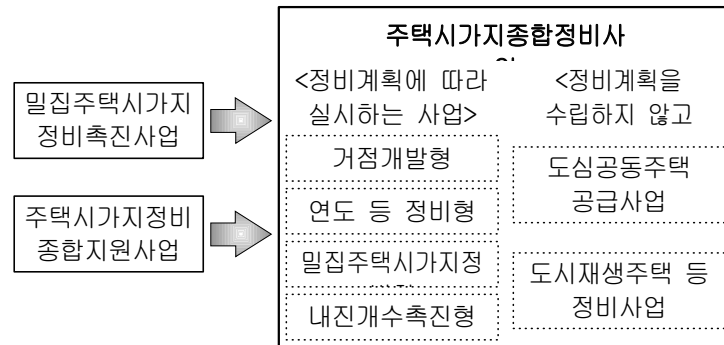 밀집주택시가지
정비촉진사업
주택시가지정비
종합지원사업
주택시가지종합정비사
<정비계획에 따라
실시하는 사업>
거점개발형
연도 등 정비형
밀집주택시가지정
내진개수촉진형
<정비계획을
수립하지 않고
도심공동주택
공급사업
도시재생주택 등
정비사업